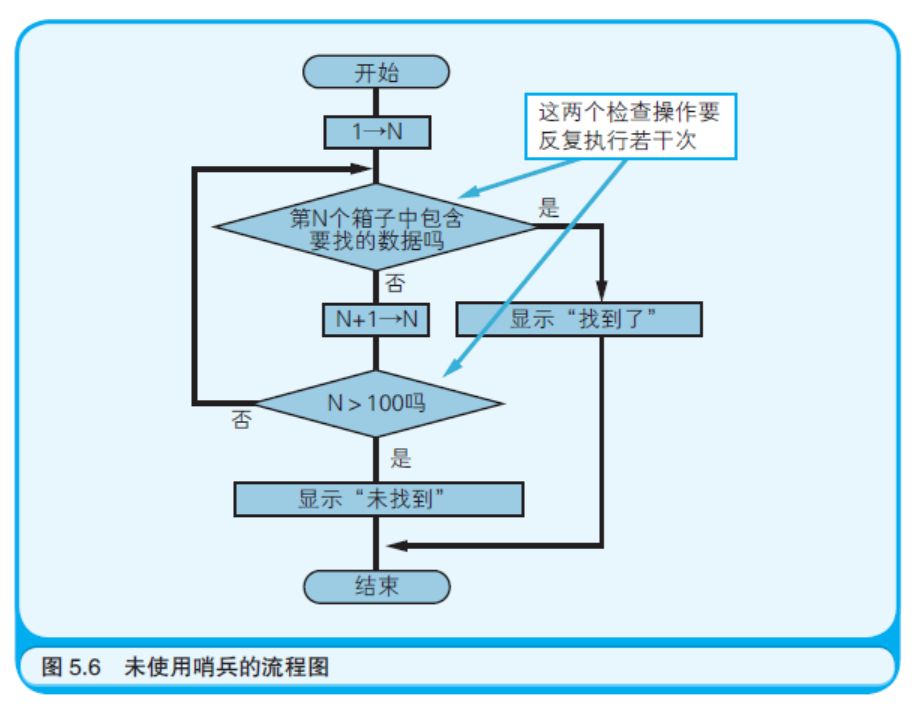 开始
1→N
这两个检查操作要
反复执行若干次
第N个箱子中包含
要找的数据吗
是
否
N+1→N
显示“找到了”
N>100吗
否
是
显示“未找到”
结束
图 5.6 未使用哨兵的流程图